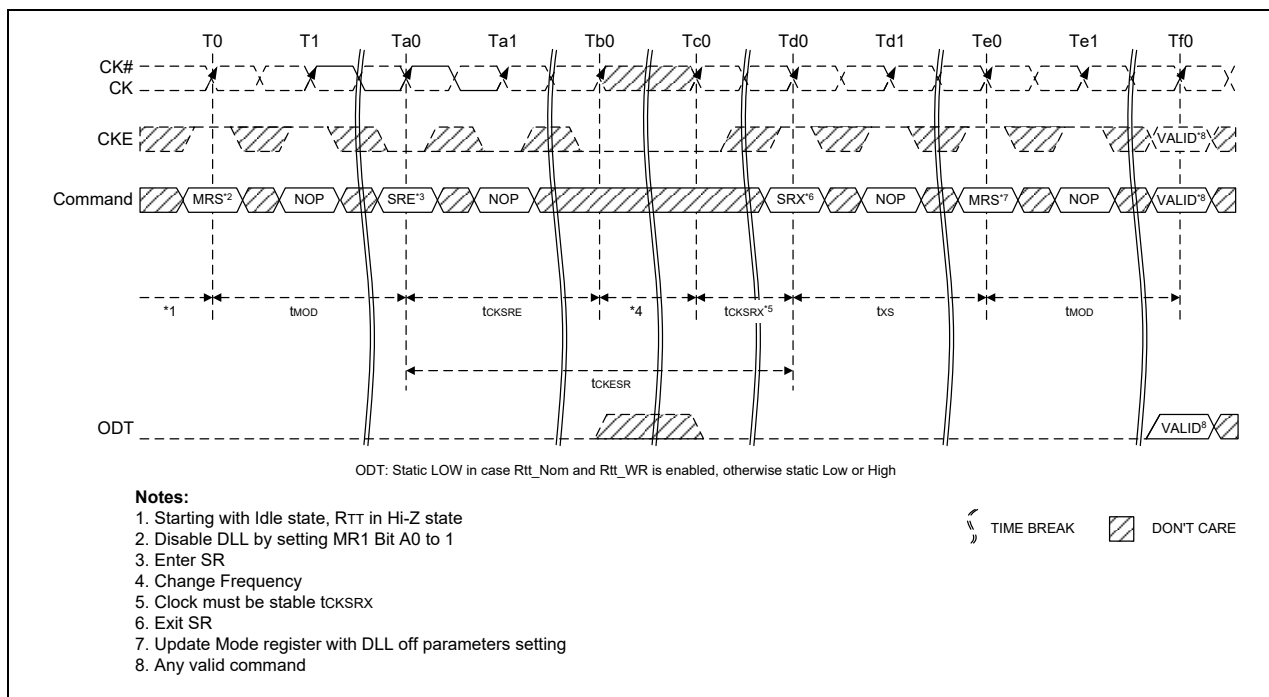 T0 T1 Ta0 Ta1 Tb0 Tc0 Td0 Td1 Te0 Te1 Tf0
CK#
CK
CKE VALID*8
Command MRS*2 NOP SRE*3 NOP SRX*6 NOP MRS*7 NOP VALID*8
*1 tMOD tCKSRE *4 tCKSRX*5 tXS tMOD
tCKESR
ODT VALID8
ODT: Static LOW in case Rtt_Nom and Rtt_WR is enabled, otherwise static Low or High
Notes:
1. Starting with Idle state, RTT in Hi-Z state
2. Disable DLL by setting MR1 Bit A0 to 1
3. Enter SR
4. Change Frequency
5. Clock must be stable tCKSRX
6. Exit SR
7. Update Mode register with DLL off parameters setting
8. Any valid command
TIME BREAK DON'T CARE